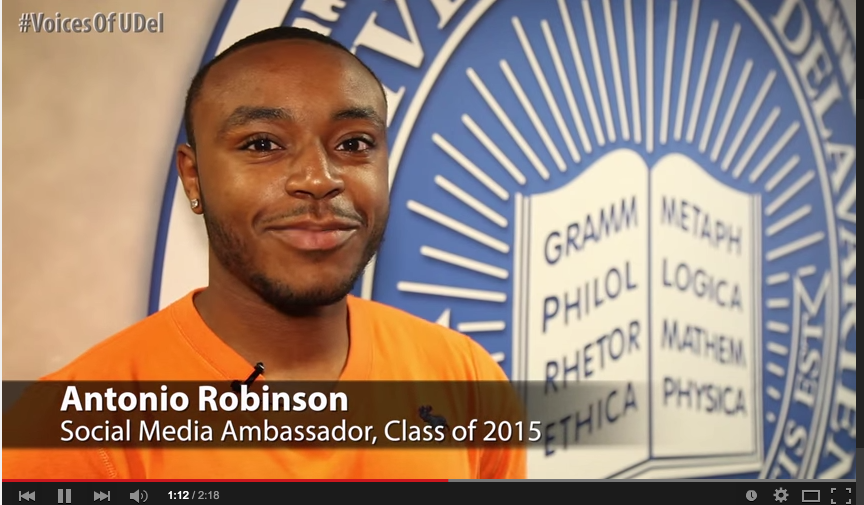 #VoicesOfUDel
DELAWARE
GRAMM
PHILOL
RHETOR
ETHICA
METAPH
LOGICA
MATHEM
PHYSICA
Antonio Robinson
Social Media Ambassador, Class of 2015
1:12 / 2:18